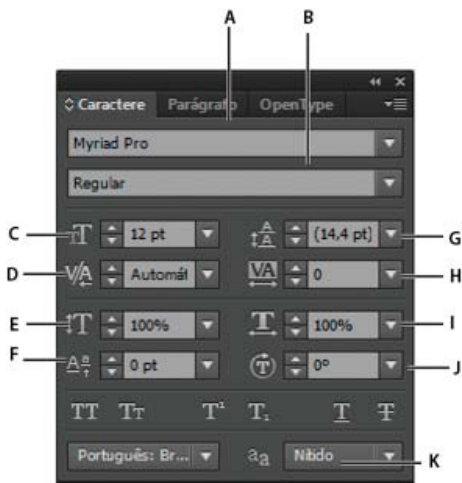 A B
Caractere Parágrafo OpenType
Myriad Pro
Regular
C 12 pt (14,4 pt) G
D Automát 0 H
E 100% 100% I
F 0 pt 0° J
TT Tᴛ T¹ T₁ T T
Português: Br... aa Nítido
K